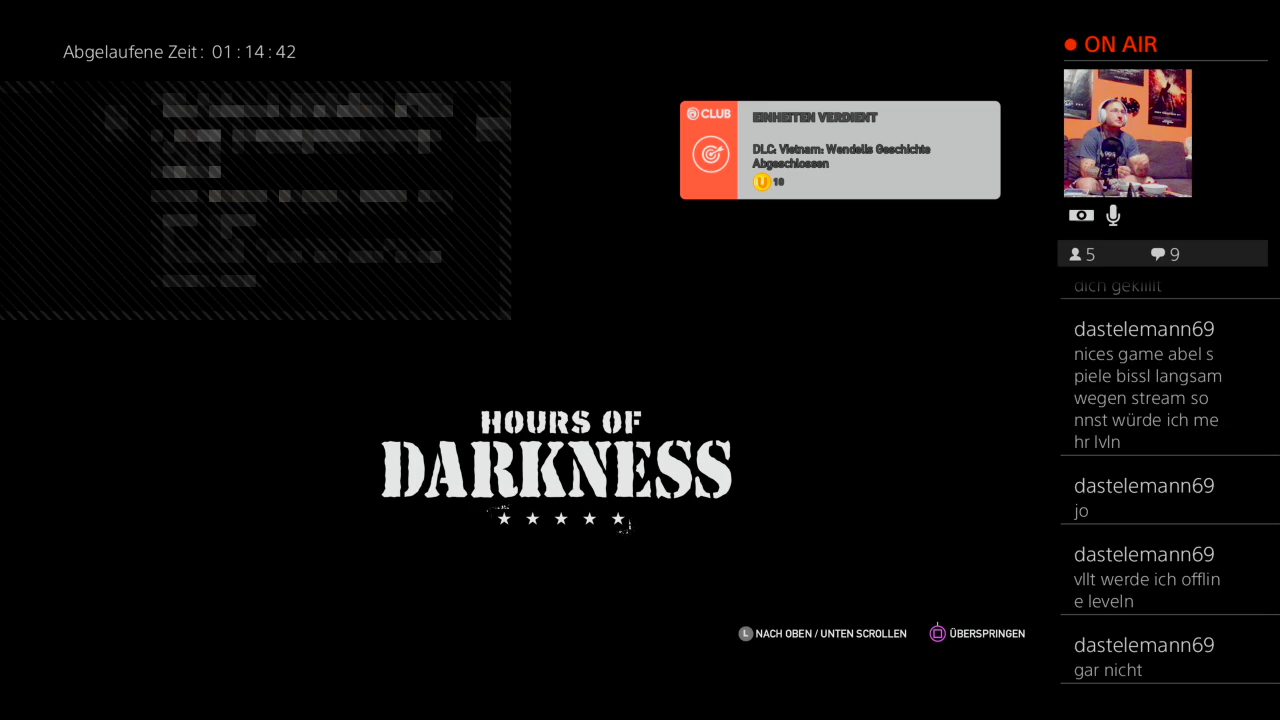 Abgelaufene Zeit: 01:14:42
ON AIR
CLUB
EINHEITEN VERDIENT
DLC: Vietnam: Wendells Geschichte
Abgeschlossen
10
5 9
dich gekillt
dastelemann69
nices game abel s
piele bissl langsam
wegen stream so
nnst würde ich me
hr lvln
dastelemann69
jo
dastelemann69
vllt werde ich offlin
e leveln
dastelemann69
gar nicht
HOURS OF
DARKNESS
L NACH OBEN / UNTEN SCROLLEN ÜBERSPRINGEN